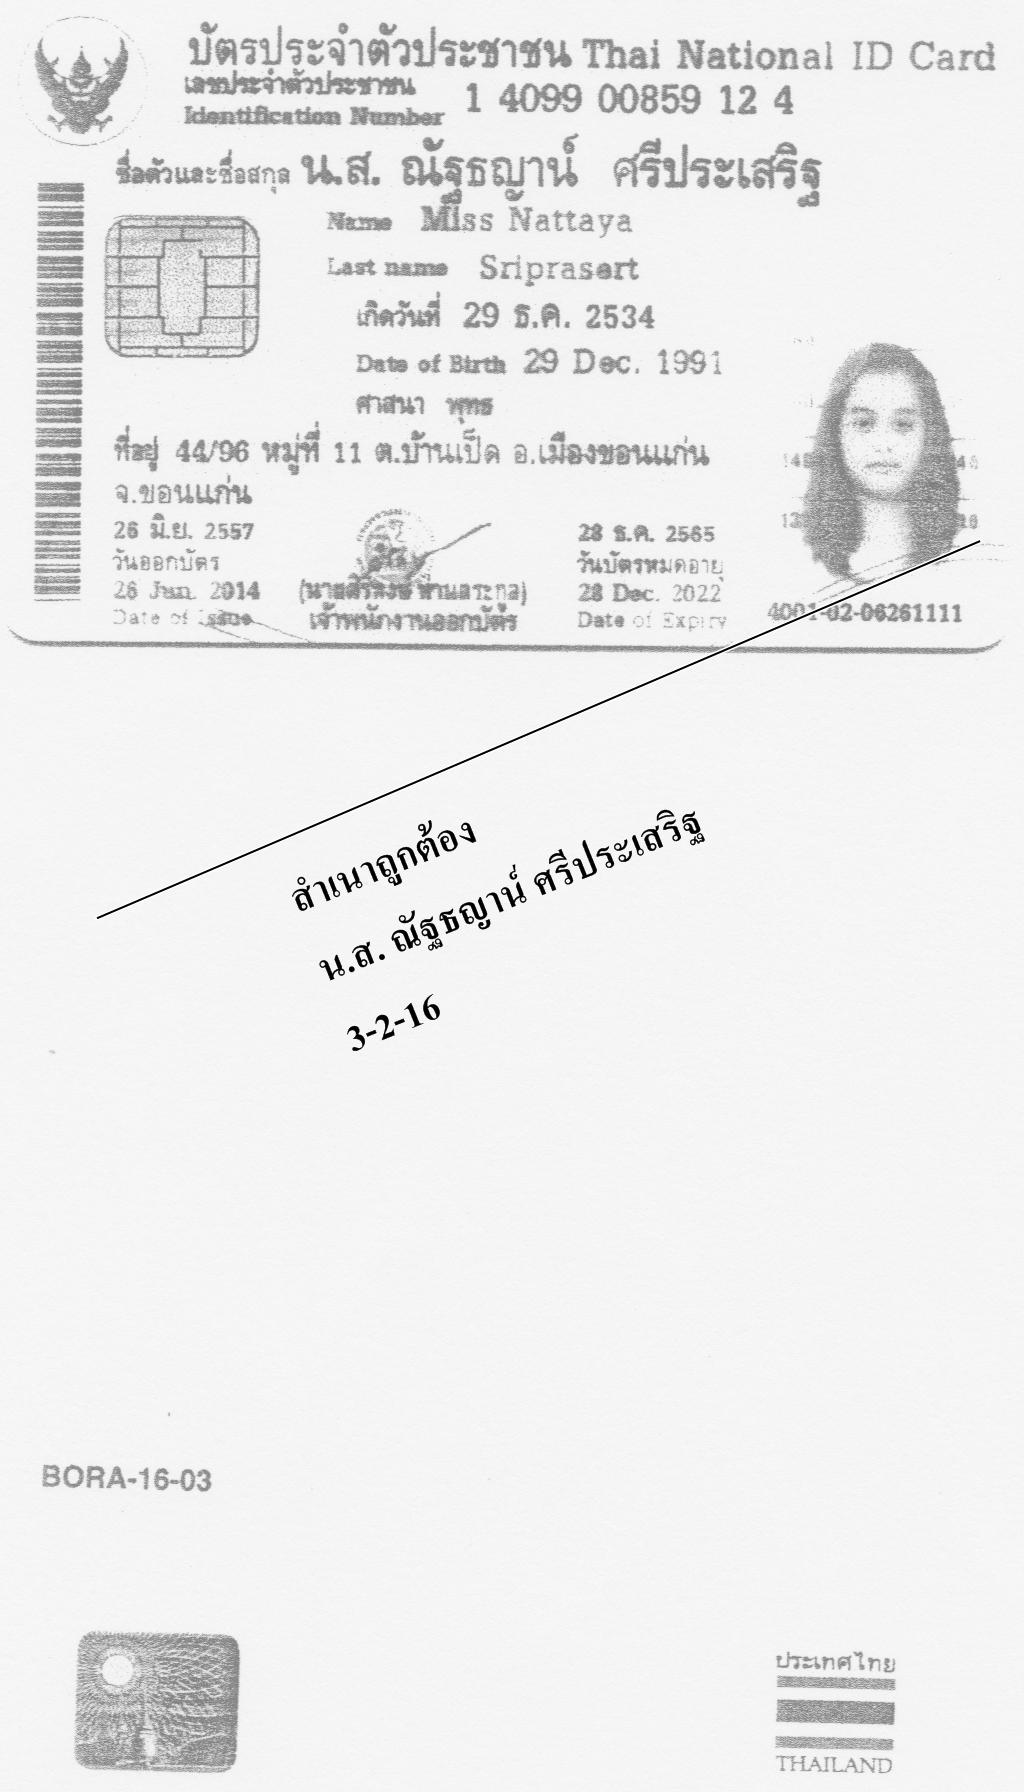 บัตรประจำตัวประชาชน Thai National ID Card
เลขประจำตัวประชาชน
Identification Number 1 4099 00859 12 4
ชื่อตัวและชื่อสกุล น.ส. ณัฐธญาน์ ศรีประเสริฐ
Name Miss Nattaya
Last name Sriprasert
เกิดวันที่ 29 ธ.ค. 2534
Date of Birth 29 Dec. 1991
ศาสนา พุทธ
ที่อยู่ 44/96 หมู่ที่ 11 ต.บ้านเป็ด อ.เมืองขอนแก่น
จ.ขอนแก่น
26 มิ.ย. 2557
วันออกบัตร
26 Jun. 2014
Date of Issue
เจ้าพนักงานออกบัตร
28 ธ.ค. 2565
วันบัตรหมดอายุ
28 Dec. 2022
Date of Expiry
4001-02-06261111
สำเนาถูกต้อง
น.ส. ณัฐธญาน์ ศรีประเสริฐ
3-2-16
BORA-16-03
ประเทศไทย
THAILAND